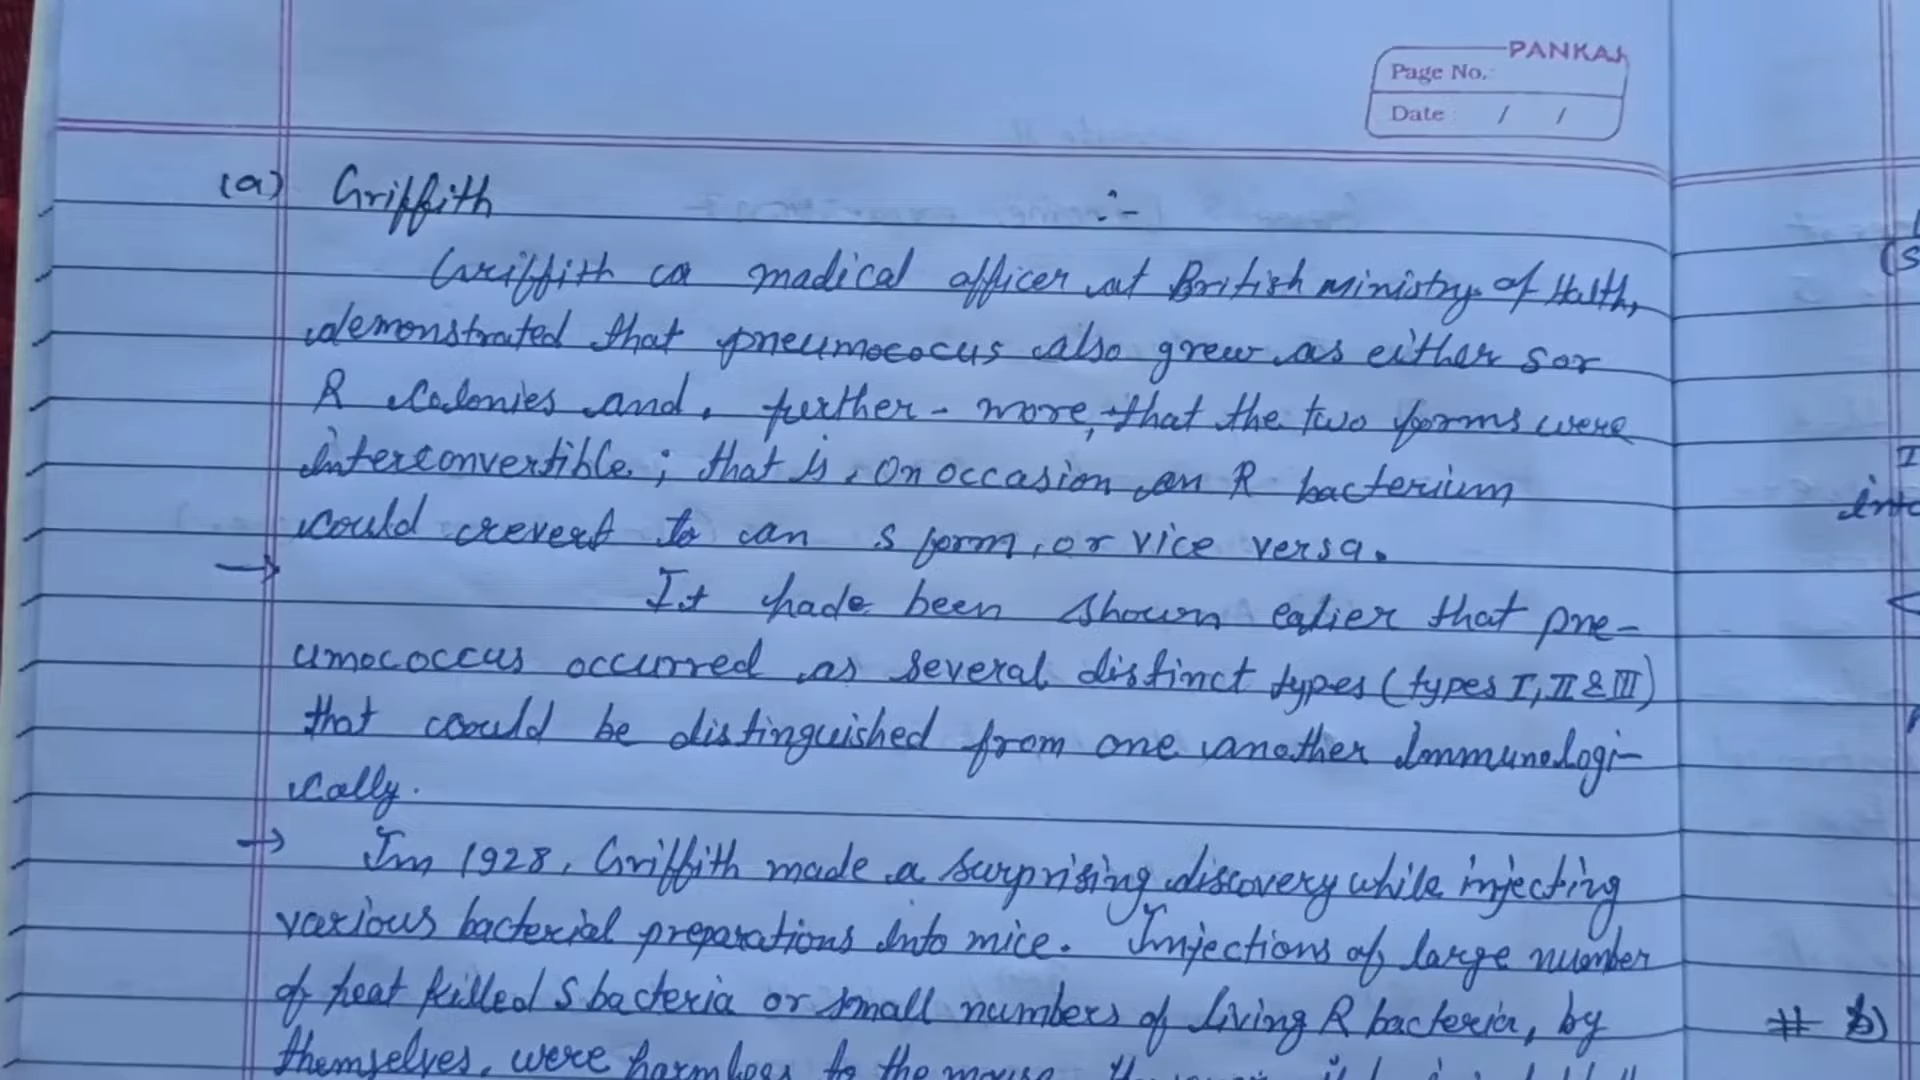 PANKAJ
Page No.
Date / /
(a) Griffith :-
Griffith a madical officer at British ministry of Halth,
demonstrated that pneumococus also grew as either s or
R colonies and, further-more, that the two forms were
interconvertible; that is, on occasion an R bacterium
could revert to an s form, or vice versa.
→
It hade been shown ealier that pne-
umococcus occurred as several distinct types (types I, II & III)
that coould be distinguished from one another Immunologi-
cally.
→ Im 1928, Griffith made a surprising discovery while injecting
various bacterial preparations into mice. Imjections of large number
of heat killed S bacteria or small numbers of living R bacteria, by
themselves, were harmless to the mouse.
# b)